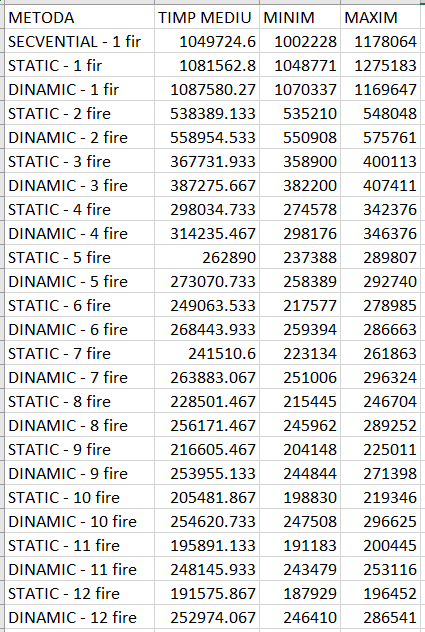 METODA TIMP MEDIU MINIM MAXIM
SECVENTIAL - 1 fir 1049724.6 1002228 1178064
STATIC - 1 fir 1081562.8 1048771 1275183
DINAMIC - 1 fir 1087580.27 1070337 1169647
STATIC - 2 fire 538389.133 535210 548048
DINAMIC - 2 fire 558954.533 550908 575761
STATIC - 3 fire 367731.933 358900 400113
DINAMIC - 3 fire 387275.667 382200 407411
STATIC - 4 fire 298034.733 274578 342376
DINAMIC - 4 fire 314235.467 298176 346376
STATIC - 5 fire 262890 237388 289807
DINAMIC - 5 fire 273070.733 258389 292740
STATIC - 6 fire 249063.533 217577 278985
DINAMIC - 6 fire 268443.933 259394 286663
STATIC - 7 fire 241510.6 223134 261863
DINAMIC - 7 fire 263883.067 251006 296324
STATIC - 8 fire 228501.467 215445 246704
DINAMIC - 8 fire 256171.467 245962 289252
STATIC - 9 fire 216605.467 204148 225011
DINAMIC - 9 fire 253955.133 244844 271398
STATIC - 10 fire 205481.867 198830 219346
DINAMIC - 10 fire 254620.733 247508 296625
STATIC - 11 fire 195891.133 191183 200445
DINAMIC - 11 fire 248145.933 243479 253116
STATIC - 12 fire 191575.867 187929 196452
DINAMIC - 12 fire 252974.067 246410 286541